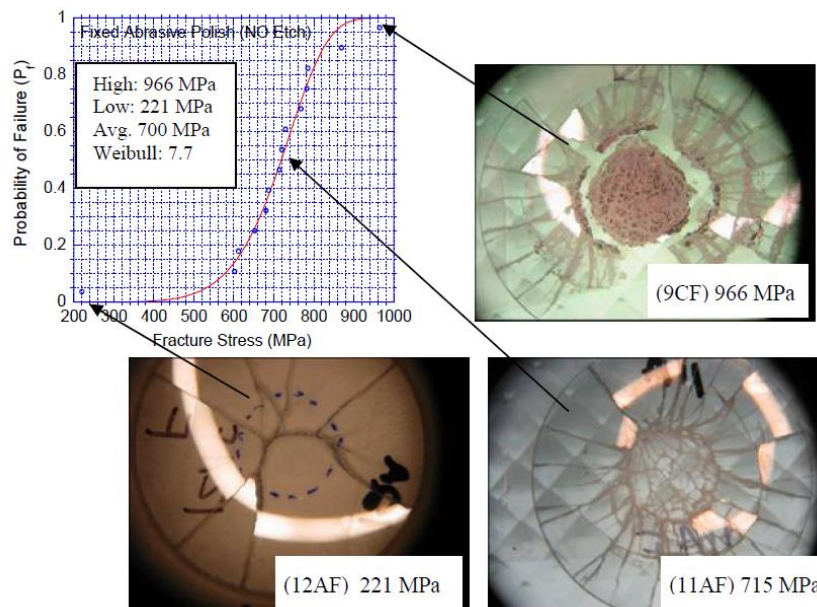 Fixed Abrasive Polish (NO Etch)
High: 966 MPa
Low: 221 MPa
Avg. 700 MPa
Weibull: 7.7
Probability of Failure (Pf)
1
0.8
0.6
0.4
0.2
0
200 300 400 500 600 700 800 900 1000
Fracture Stress (MPa)
(9CF) 966 MPa
(12AF) 221 MPa
(11AF) 715 MPa